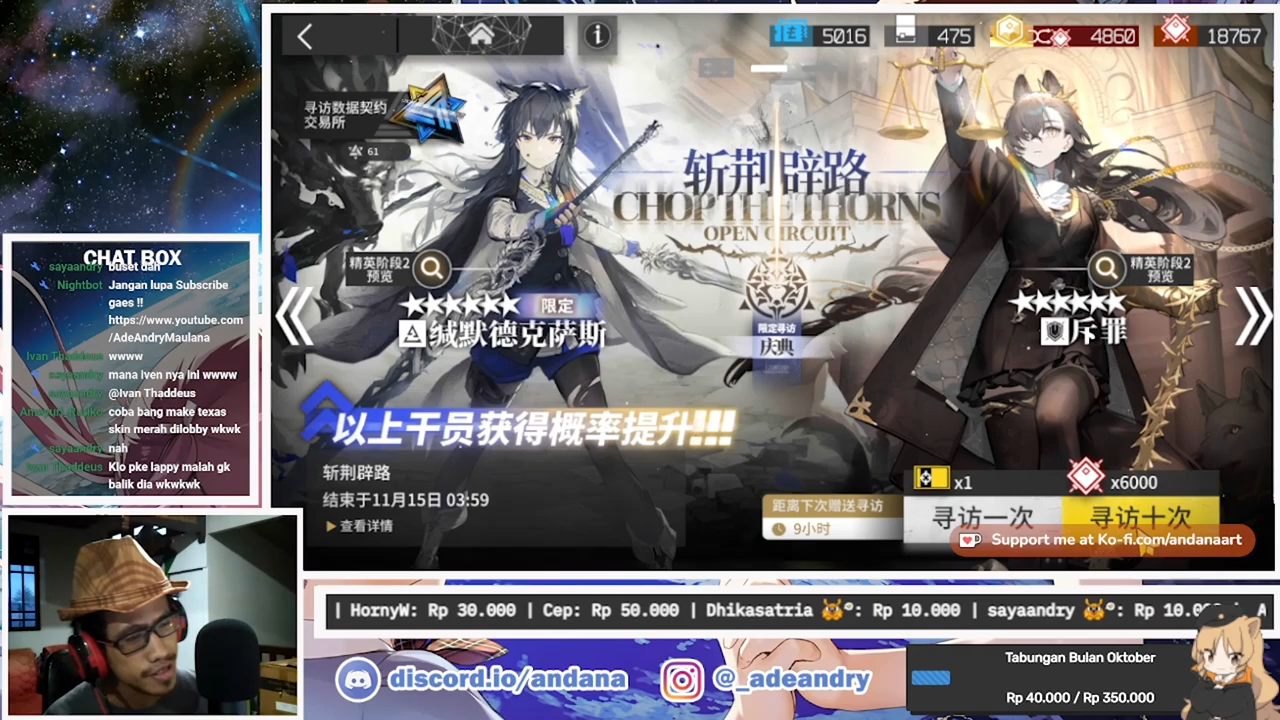 5016
475
4860
18767
寻访数据契约
交易所
61
斩荆辟路
CHOP THE THORNS
OPEN CIRCUIT
精英阶段2
预览
限定
缄默德克萨斯
限定寻访
庆典
精英阶段2
预览
斥罪
以上干员获得概率提升!!!
斩荆辟路
结束于11月15日 03:59
查看详情
距离下次赠送寻访
9小时
x1
x6000
寻访一次
寻访十次
Support me at Ko-fi.com/andanaart
CHAT BOX
sayaandry buset dah
Nightbot Jangan lupa Subscribe
gaes !!
https://www.youtube.com
/AdeAndryMaulana
Ivan Thaddeus wwww
sayaandry mana Iven nya ini wwww
sayaandry @Ivan Thaddeus
coba bang make texas
skin merah dilobby wkwk
sayaandry nah
Ivan Thaddeus Klo pke lappy malah gk
balik dia wkwkwk
| HornyW: Rp 30.000 | Cep: Rp 50.000 | Dhikasatria : Rp 10.000 | sayaandry : Rp 10.0
discord.io/andana
@_adeandry
Tabungan Bulan Oktober
Rp 40.000 / Rp 350.000